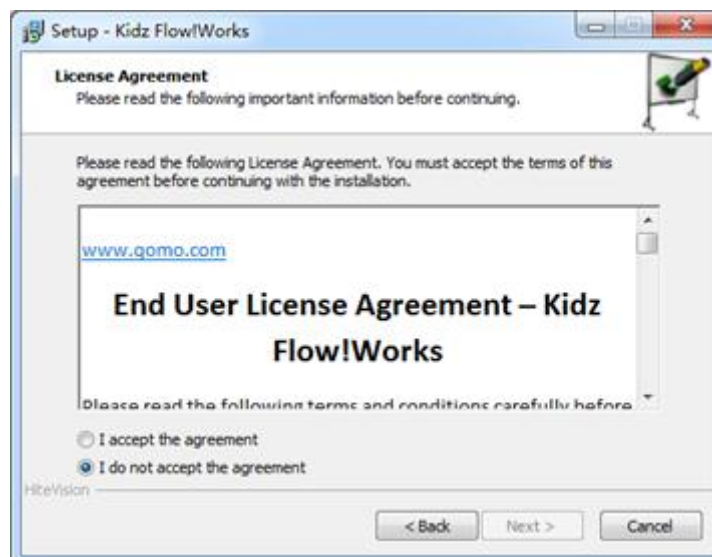 Setup - Kidz Flow!Works
License Agreement
Please read the following important information before continuing.
Please read the following License Agreement. You must accept the terms of this
agreement before continuing with the installation.
www.qomo.com
End User License Agreement – Kidz
Flow!Works
Please read the following terms and conditions carefully before
I accept the agreement
I do not accept the agreement
HiteVision
< Back
Next >
Cancel